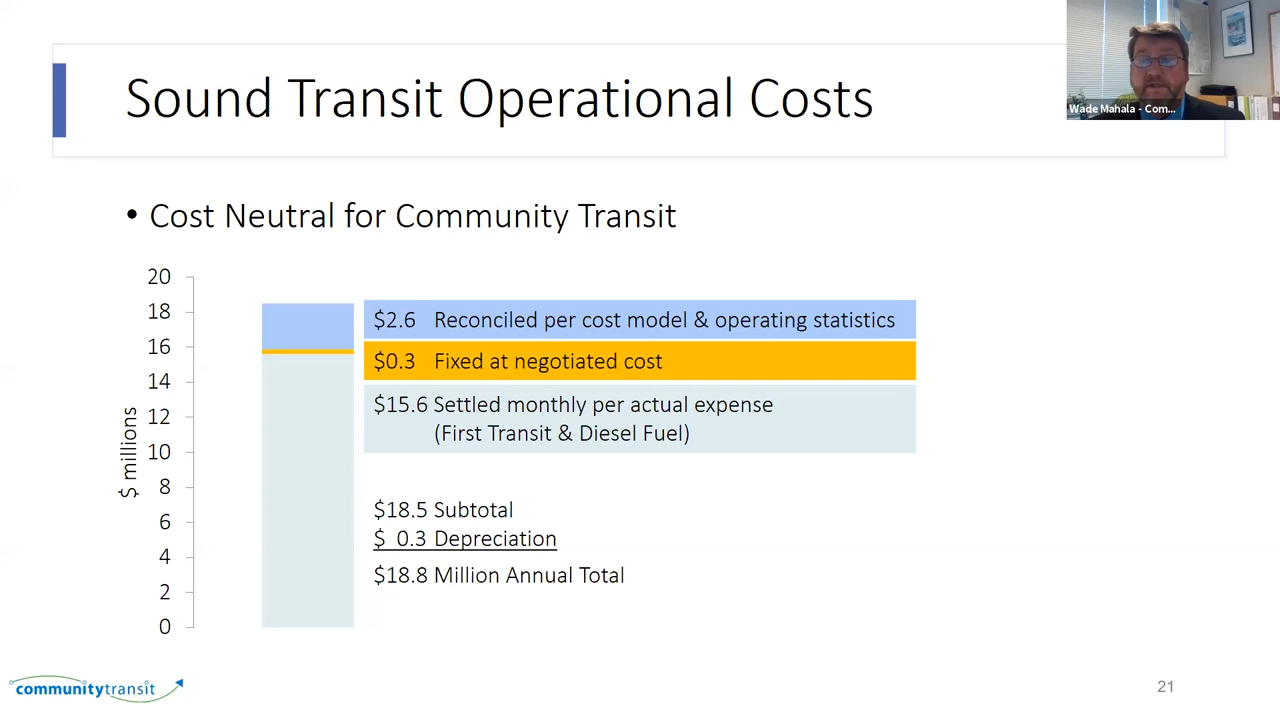 Sound Transit Operational Costs
Wade Mahala - Com...
• Cost Neutral for Community Transit
20
18
16
14
12
10
8
6
4
2
0
$ millions
$2.6 Reconciled per cost model & operating statistics
$0.3 Fixed at negotiated cost
$15.6 Settled monthly per actual expense
(First Transit & Diesel Fuel)
$18.5 Subtotal
$ 0.3 Depreciation
$18.8 Million Annual Total
communitytransit
21